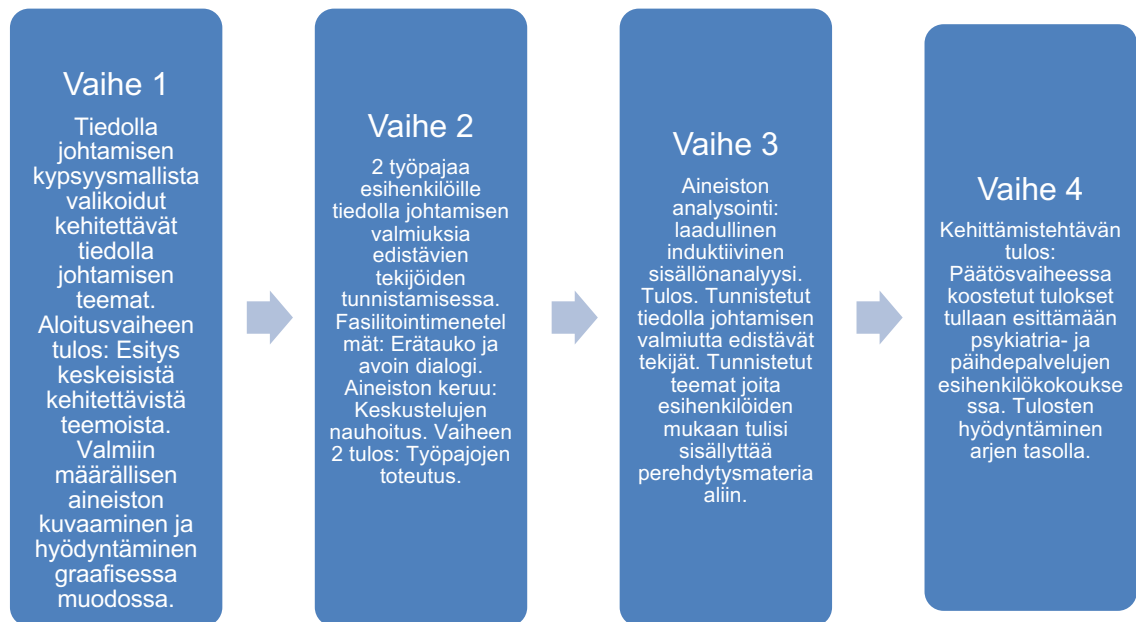 Vaihe 1
Tiedolla
johtamisen
kypsyysmallista
valikoidut
kehitettävät
tiedolla
johtamisen
teemat.
Aloitusvaiheen
tulos: Esitys
keskeisistä
kehitettävistä
teemoista.
Valmiin
määrällisen
aineiston
kuvaaminen ja
hyödyntäminen
graafisessa
muodossa.
Vaihe 2
2 työpajaa
esihenkilöille
tiedolla johtamisen
valmiuksia
edistävien
tekijöiden
tunnistamisessa.
Fasilitointimenetel
mät: Erätauko ja
avoin dialogi.
Aineiston keruu:
Keskustelujen
nauhoitus. Vaiheen
2 tulos: Työpajojen
toteutus.
Vaihe 3
Aineiston
analysointi:
laadullinen
induktiivinen
sisällönanalyysi.
Tulos. Tunnistetut
tiedolla johtamisen
valmiutta edistävät
tekijät. Tunnistetut
teemat joita
esihenkilöiden
mukaan tulisi
sisällyttää
perehdytysmateria
aliin.
Vaihe 4
Kehittämistehtävän
tulos:
Päätösvaiheessa
koostetut tulokset
tullaan esittämään
psykiatria- ja
päihdepalvelujen
esihenkilökokoukse
ssa. Tulosten
hyödyntäminen
arjen tasolla.